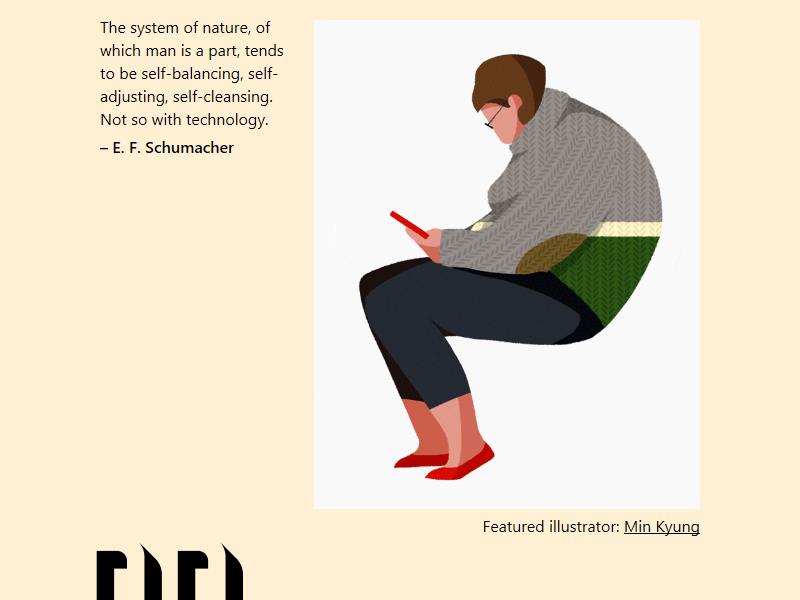 The system of nature, of
which man is a part, tends
to be self-balancing, self-
adjusting, self-cleansing.
Not so with technology.
– E. F. Schumacher
Featured illustrator: Min Kyung